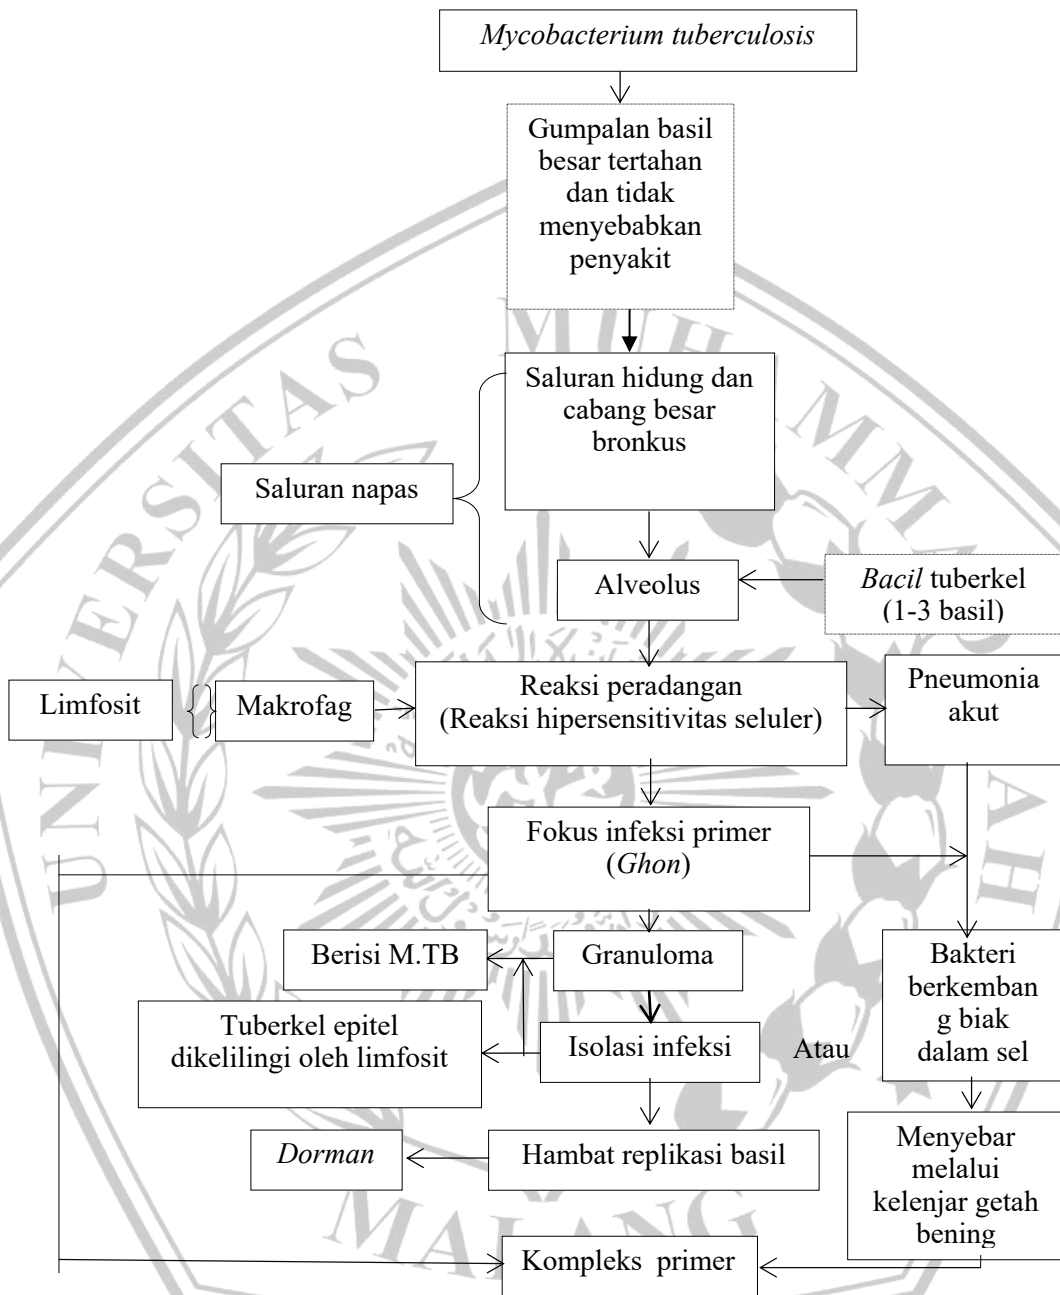 Mycobacterium tuberculosis
Gumpalan basil
besar tertahan
dan tidak
menyebabkan
penyakit
UNIVERSITAS MUHAMMADIYAH
MALANG
Saluran hidung dan
cabang besar
bronkus
Saluran napas
Alveolus
Bacil tuberkel
(1-3 basil)
Limfosit
Makrofag
Reaksi peradangan
(Reaksi hipersensitivitas seluler)
Pneumonia
akut
Fokus infeksi primer
(Ghon)
Berisi M.TB
Granuloma
Bakteri
berkemban
g biak
dalam sel
Tuberkel epitel
dikelilingi oleh limfosit
Isolasi infeksi
Atau
Dorman
Hambat replikasi basil
Menyebar
melalui
kelenjar getah
bening
Kompleks  primer